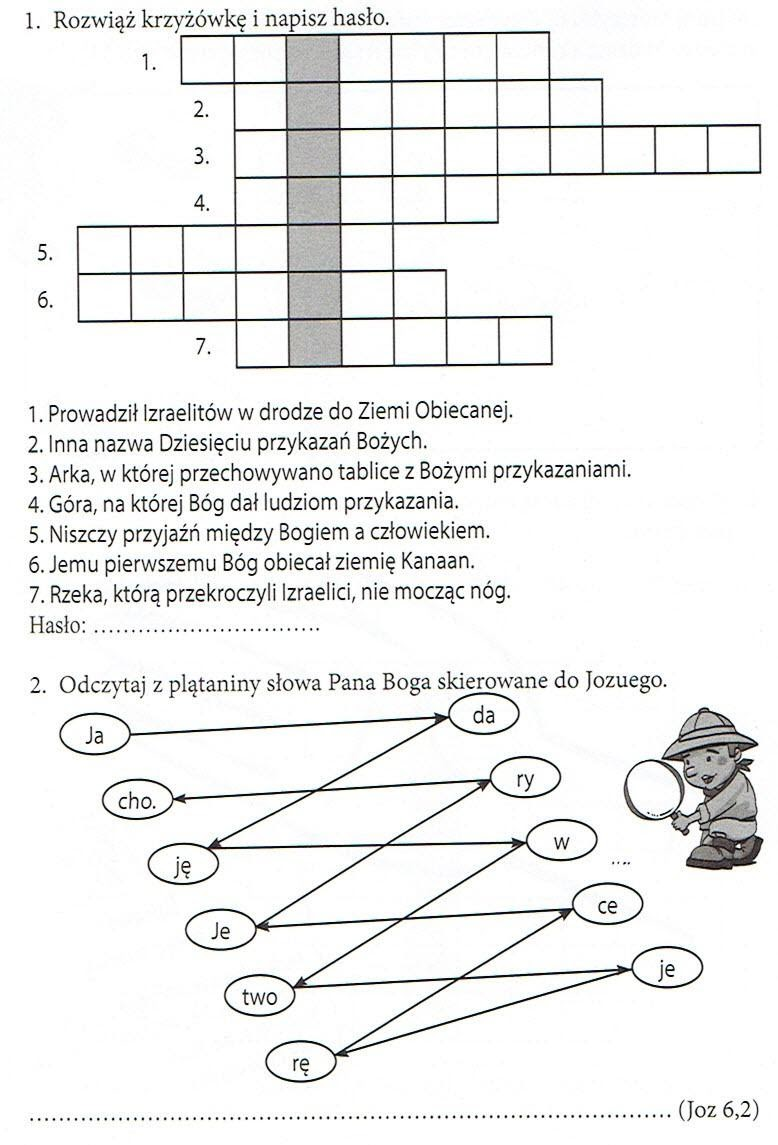 1. Rozwiąż krzyżówkę i napisz hasło.
1.
2.
3.
4.
5.
6.
7.
1. Prowadził Izraelitów w drodze do Ziemi Obiecanej.
2. Inna nazwa Dziesięciu przykazań Bożych.
3. Arka, w której przechowywano tablice z Bożymi przykazaniami.
4. Góra, na której Bóg dał ludziom przykazania.
5. Niszczy przyjaźń między Bogiem a człowiekiem.
6. Jemu pierwszemu Bóg obiecał ziemię Kanaan.
7. Rzeka, którą przekroczyli Izraelici, nie mocząc nóg.
Hasło: ...............................
2. Odczytaj z plątaniny słowa Pana Boga skierowane do Jozuego.
Ja da
cho. ry
ję w
....
Je ce
two je
rę
.................................................................................... (Joz 6,2)